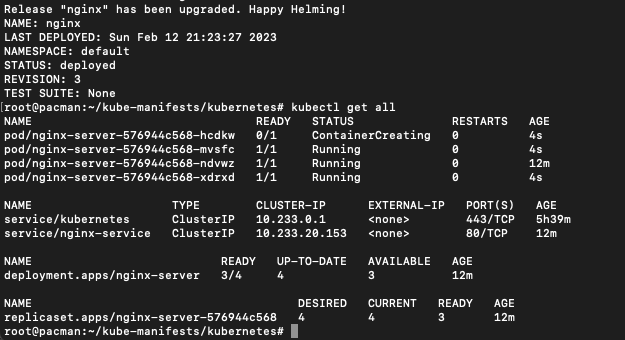 Release "nginx" has been upgraded. Happy Helming!
NAME: nginx
LAST DEPLOYED: Sun Feb 12 21:23:27 2023
NAMESPACE: default
STATUS: deployed
REVISION: 3
TEST SUITE: None
[root@pacman:~/kube-manifests/kubernetes# kubectl get all
NAME READY STATUS RESTARTS AGE
pod/nginx-server-576944c568-hcdkw 0/1 ContainerCreating 0 4s
pod/nginx-server-576944c568-mvsfc 1/1 Running 0 4s
pod/nginx-server-576944c568-ndvwz 1/1 Running 0 12m
pod/nginx-server-576944c568-xdrxd 1/1 Running 0 4s
NAME TYPE CLUSTER-IP EXTERNAL-IP PORT(S) AGE
service/kubernetes ClusterIP 10.233.0.1 <none> 443/TCP 5h39m
service/nginx-service ClusterIP 10.233.20.153 <none> 80/TCP 12m
NAME READY UP-TO-DATE AVAILABLE AGE
deployment.apps/nginx-server 3/4 4 3 12m
NAME DESIRED CURRENT READY AGE
replicaset.apps/nginx-server-576944c568 4 4 3 12m
root@pacman:~/kube-manifests/kubernetes#